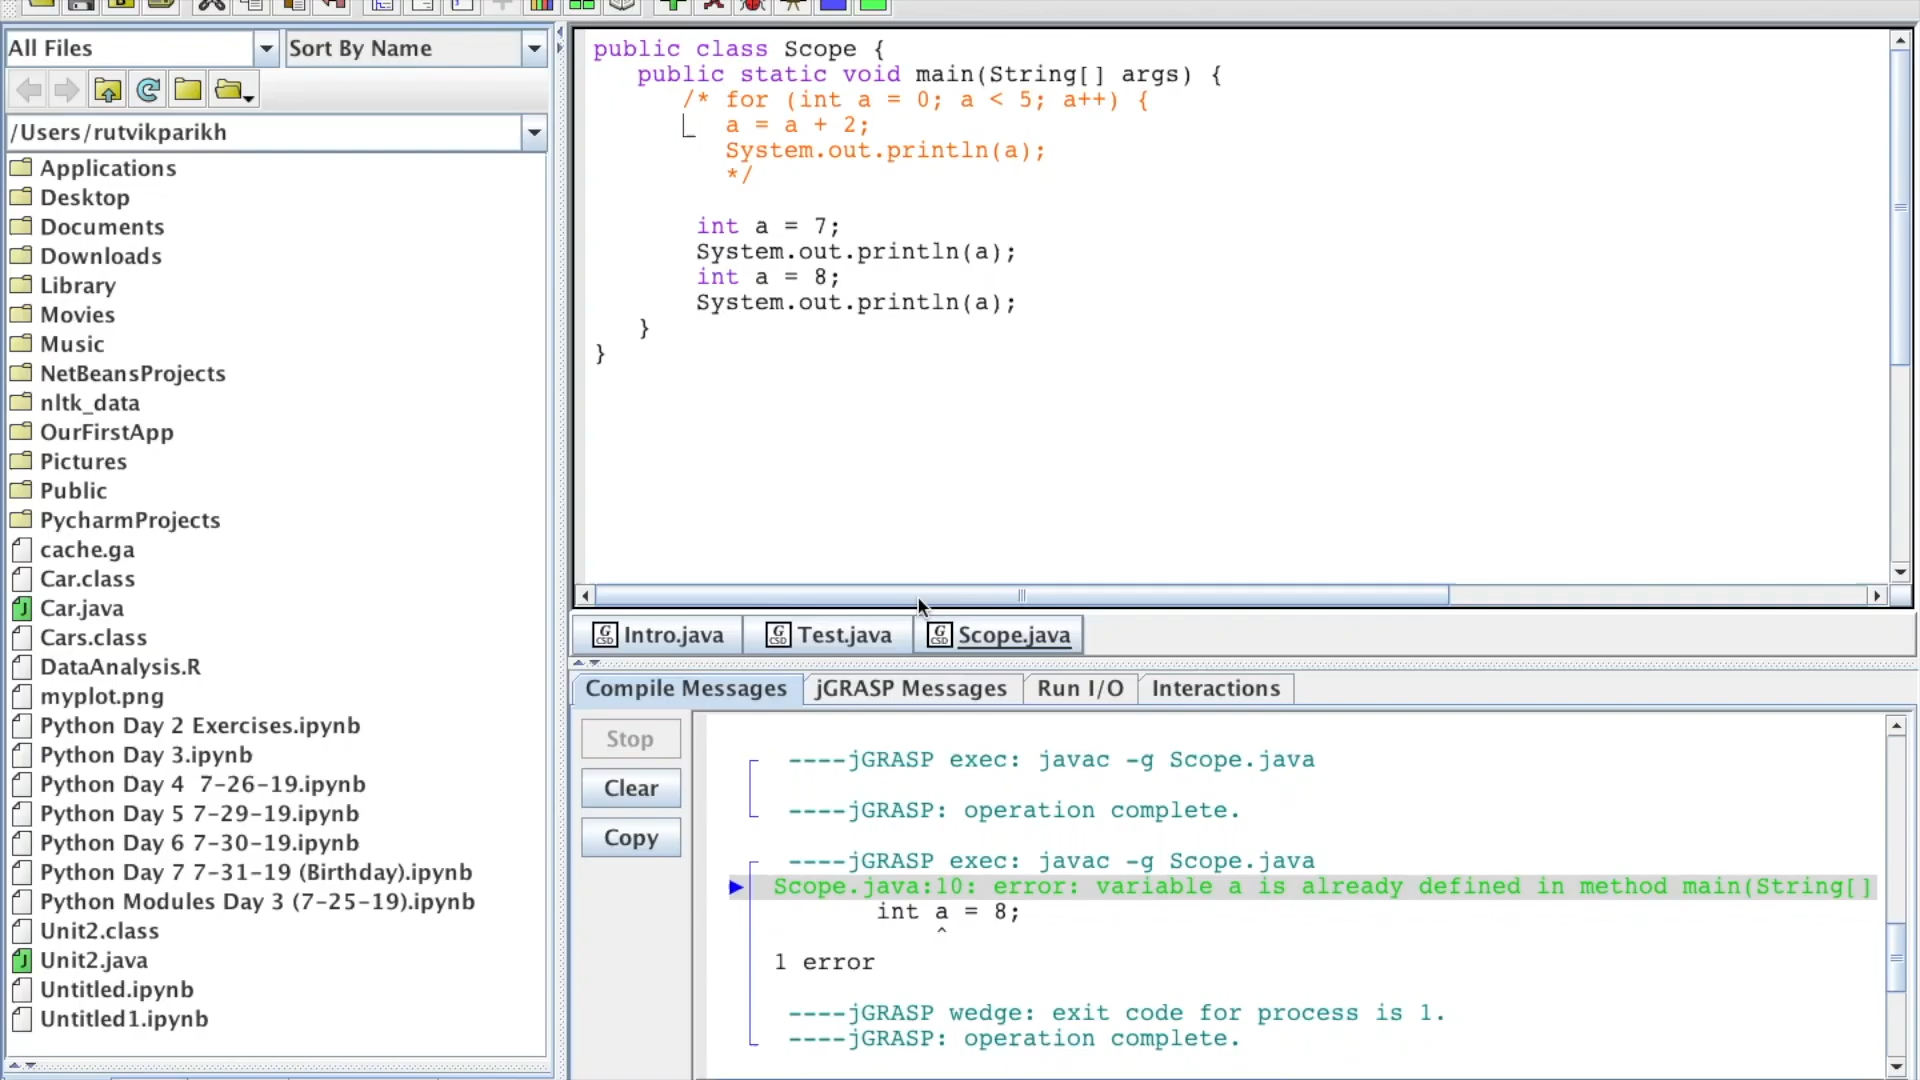 All Files
Sort By Name
/Users/rutvikparikh
Applications
Desktop
Documents
Downloads
Library
Movies
Music
NetBeansProjects
nltk_data
OurFirstApp
Pictures
Public
PycharmProjects
cache.ga
Car.class
Car.java
Cars.class
DataAnalysis.R
myplot.png
Python Day 2 Exercises.ipynb
Python Day 3.ipynb
Python Day 4  7-26-19.ipynb
Python Day 5 7-29-19.ipynb
Python Day 6 7-30-19.ipynb
Python Day 7 7-31-19 (Birthday).ipynb
Python Modules Day 3 (7-25-19).ipynb
Unit2.class
Unit2.java
Untitled.ipynb
Untitled1.ipynb
public class Scope {
public static void main(String[] args) {
/* for (int a = 0; a < 5; a++) {
a = a + 2;
System.out.println(a);
*/
int a = 7;
System.out.println(a);
int a = 8;
System.out.println(a);
}
}
Intro.java
Test.java
Scope.java
Compile Messages
jGRASP Messages
Run I/O
Interactions
Stop
Clear
Copy
----jGRASP exec: javac -g Scope.java
----jGRASP: operation complete.
----jGRASP exec: javac -g Scope.java
Scope.java:10: error: variable a is already defined in method main(String[]
int a = 8;
^
1 error
----jGRASP wedge: exit code for process is 1.
----jGRASP: operation complete.